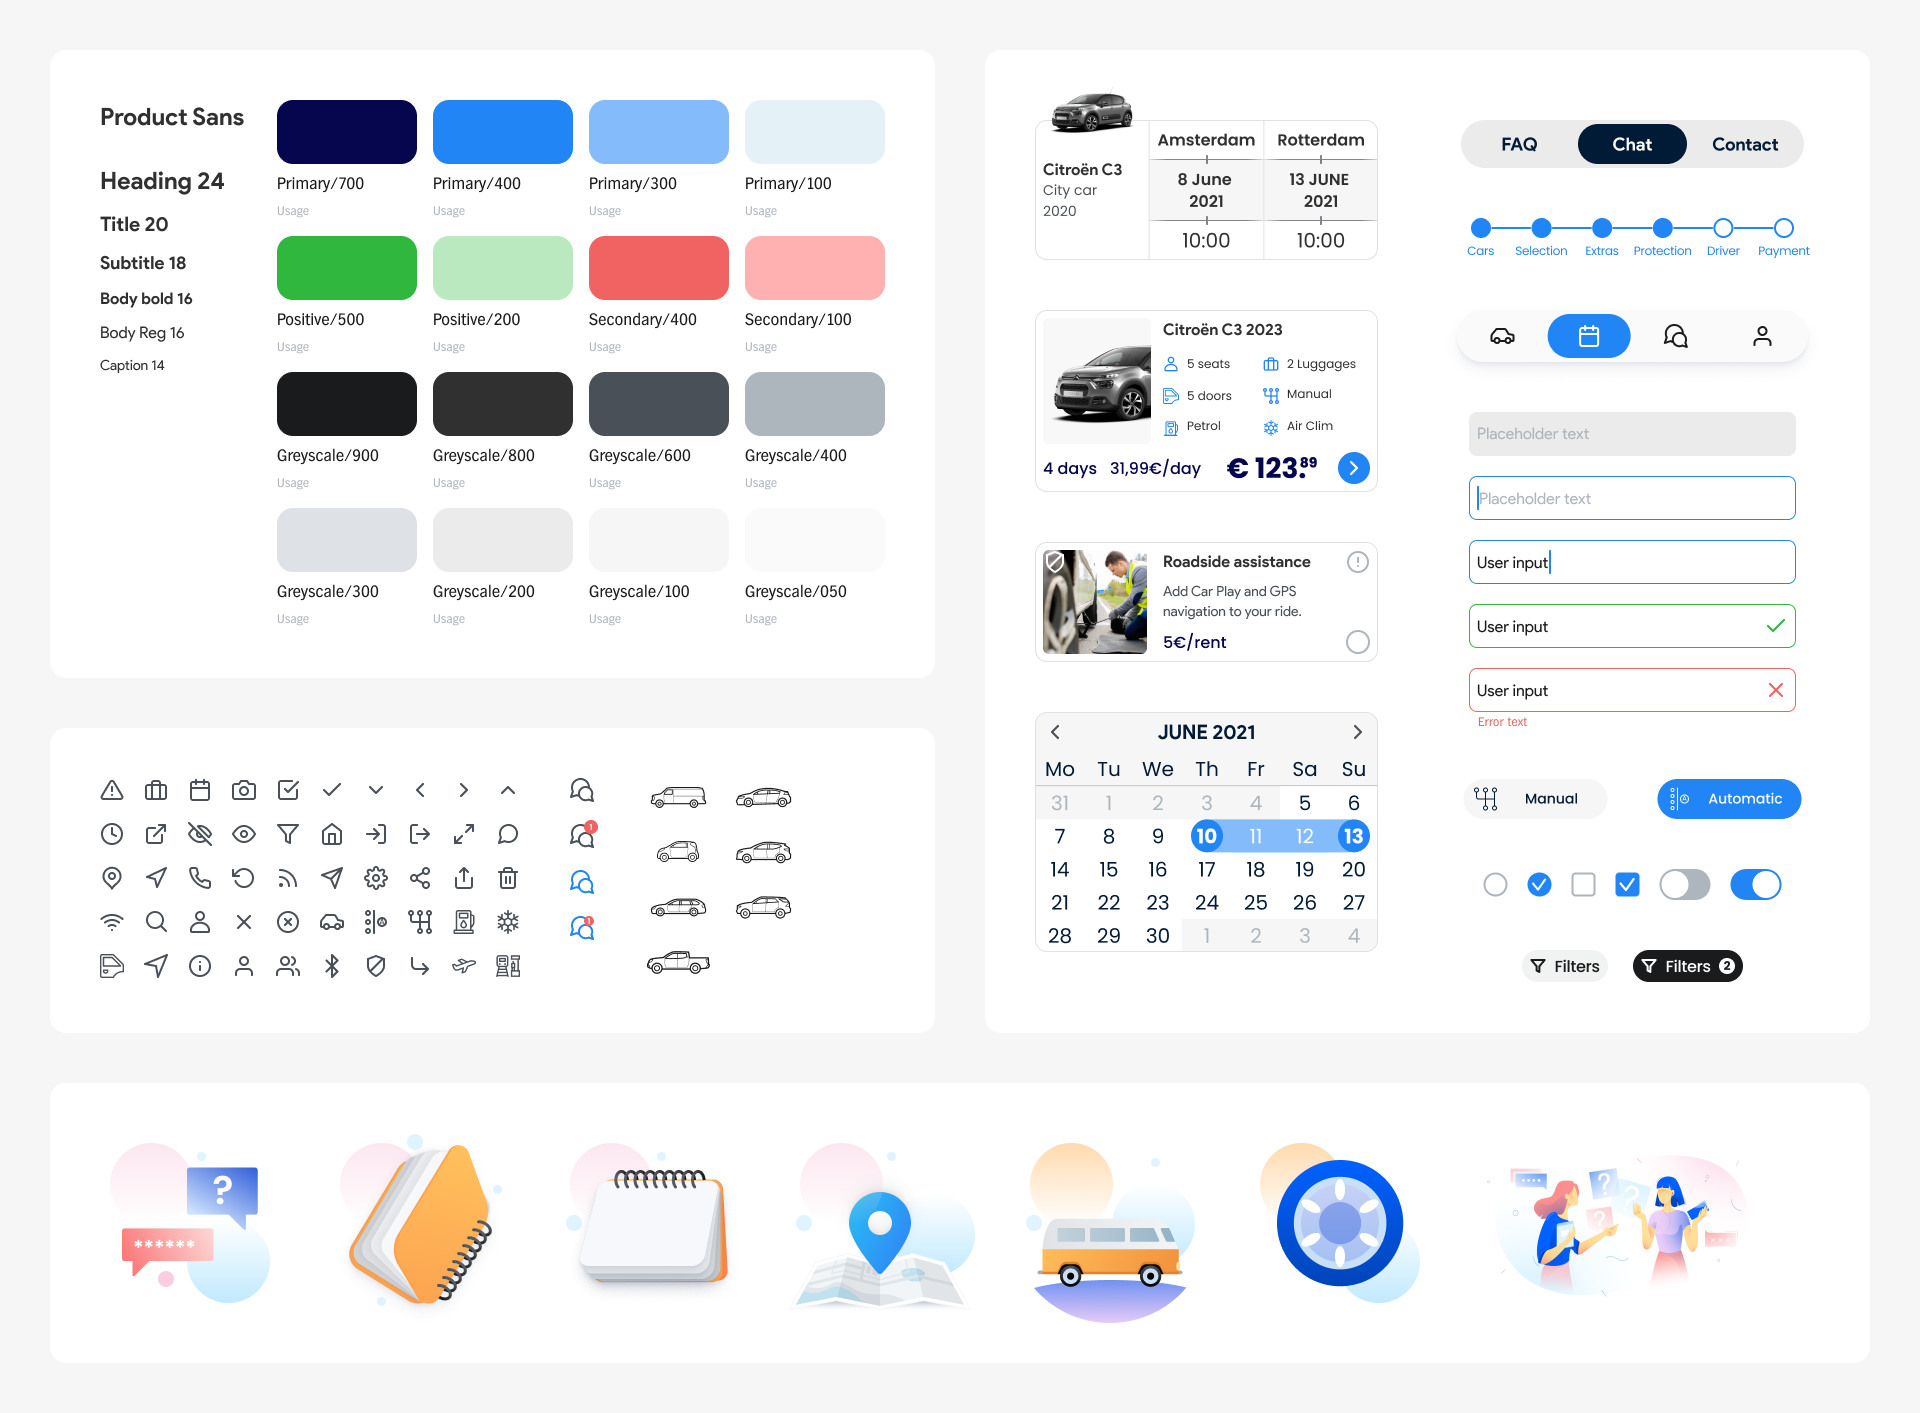 Product Sans
Heading 24
Title 20
Subtitle 18
Body bold 16
Body Reg 16
Caption 14
Primary/700
Usage
Primary/400
Usage
Primary/300
Usage
Primary/100
Usage
Positive/500
Usage
Positive/200
Usage
Secondary/400
Usage
Secondary/100
Usage
Greyscale/900
Usage
Greyscale/800
Usage
Greyscale/600
Usage
Greyscale/400
Usage
Greyscale/300
Usage
Greyscale/200
Usage
Greyscale/100
Usage
Greyscale/050
Usage
1
1
Citroën C3
City car
2020
Amsterdam
8 June
2021
10:00
Rotterdam
13 JUNE
2021
10:00
Citroën C3 2023
5 seats
2 Luggages
5 doors
Manual
Petrol
Air Clim
4 days 31,99€/day € 123.89
Roadside assistance
Add Car Play and GPS
navigation to your ride.
5€/rent
JUNE 2021
Mo Tu We Th Fr Sa Su
31 1 2 3 4 5 6
7 8 9 10 11 12 13
14 15 16 17 18 19 20
21 22 23 24 25 26 27
28 29 30 1 2 3 4
FAQ Chat Contact
Cars Selection Extras Protection Driver Payment
Placeholder text
Placeholder text
User input
User input
User input
Error text
Manual
Automatic
Filters
Filters 2
?
******
?
?
?